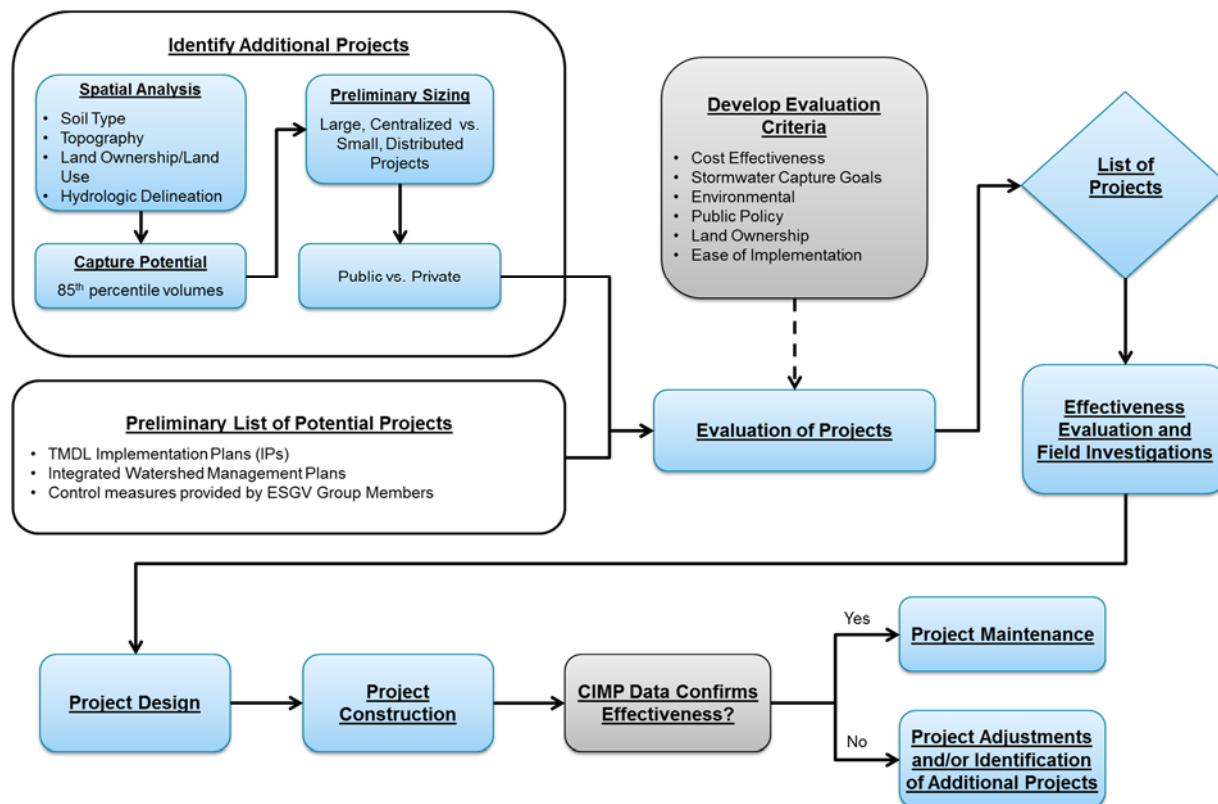 Identify Additional Projects
Spatial Analysis
• Soil Type
• Topography
• Land Ownership/Land
Use
• Hydrologic Delineation
Capture Potential
85th percentile volumes
Preliminary Sizing
Large, Centralized vs.
Small, Distributed
Projects
Public vs. Private
Preliminary List of Potential Projects
• TMDL Implementation Plans (IPs)
• Integrated Watershed Management Plans
• Control measures provided by ESGV Group Members
Develop Evaluation
Criteria
• Cost Effectiveness
• Stormwater Capture Goals
• Environmental
• Public Policy
• Land Ownership
• Ease of Implementation
Evaluation of Projects
List of
Projects
Effectiveness
Evaluation and
Field Investigations
Project Design
Project
Construction
CIMP Data Confirms
Effectiveness?
Yes
Project Maintenance
No
Project Adjustments
and/or Identification
of Additional Projects